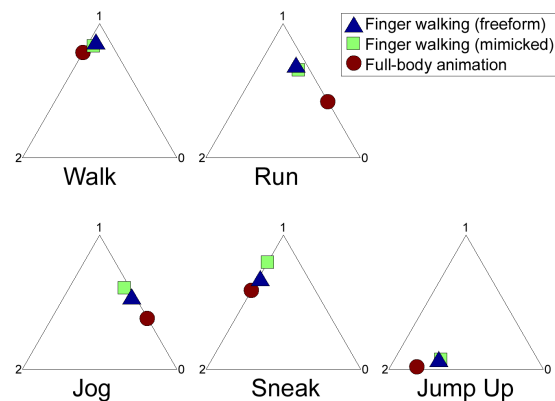 1
1
Finger walking (freeform)
Finger walking (mimicked)
Full-body animation
2
0
2
0
Walk
Run
1
1
1
2
0
2
0
2
0
Jog
Sneak
Jump Up